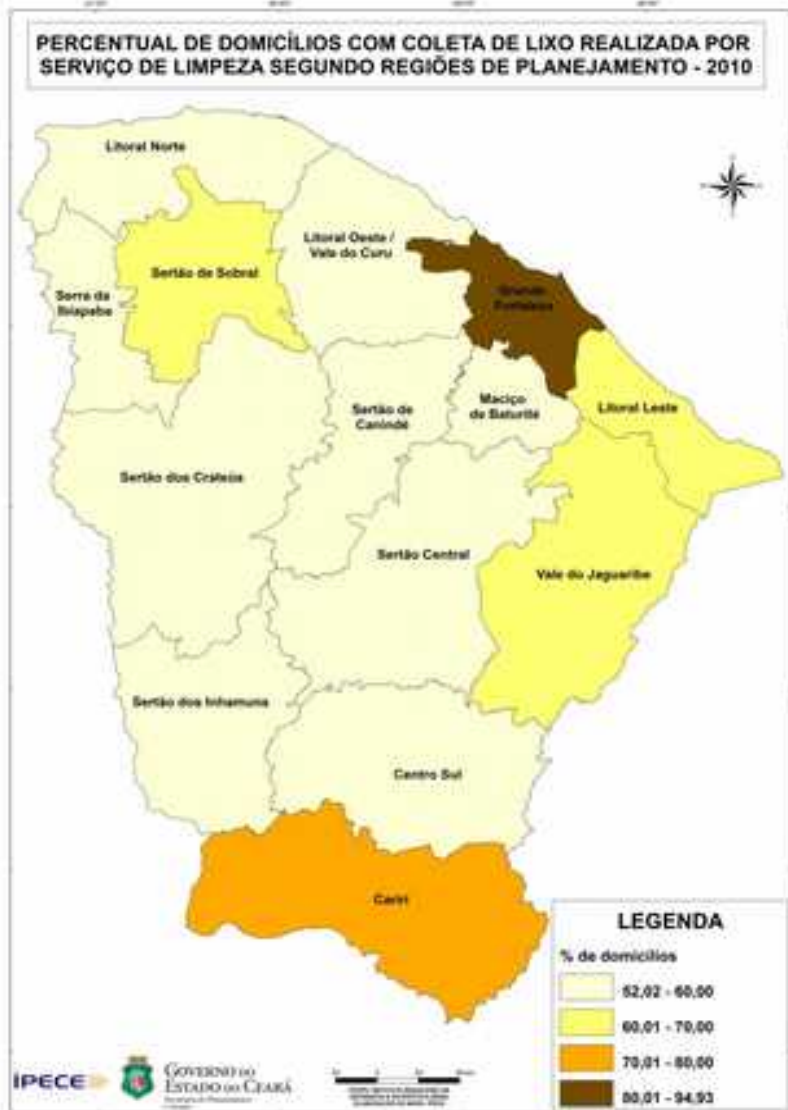 PERCENTUAL DE DOMICÍLIOS COM COLETA DE LIXO REALIZADA POR
SERVIÇO DE LIMPEZA SEGUNDO REGIÕES DE PLANEJAMENTO - 2010
Litoral Norte
Litoral Oeste /
Vale do Curu
Sertão de Sobral
Serra da
Ibiapaba
Grande
Fortaleza
Sertão de
Canindé
Maciço
de Baturité
Litoral Leste
Sertão dos Crateús
Sertão Central
Vale do Jaguaribe
Sertão dos Inhamuns
Centro Sul
Cariri
LEGENDA
% de domicílios
52,02 - 60,00
60,01 - 70,00
70,01 - 80,00
80,01 - 94,93
IPECE
GOVERNO DO
ESTADO DO CEARÁ